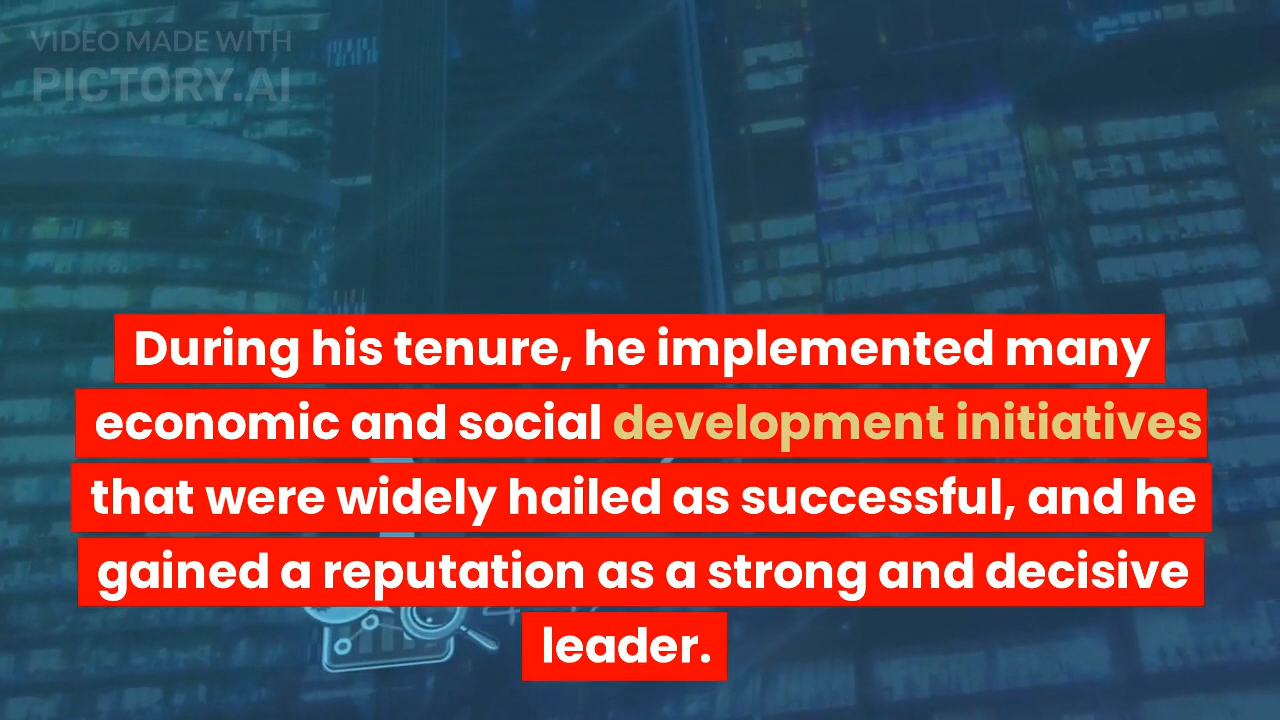 VIDEO MADE WITH
PICTORY.AI
During his tenure, he implemented many
economic and social development initiatives
that were widely hailed as successful, and he
gained a reputation as a strong and decisive
leader.